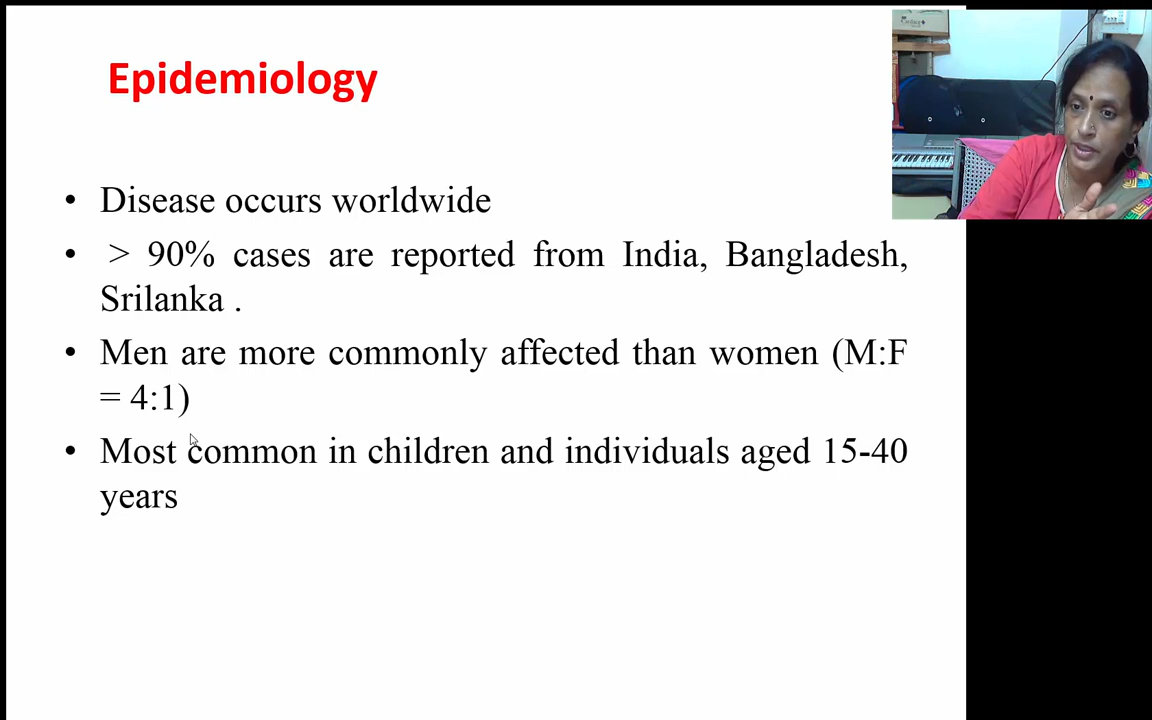 Epidemiology
• Disease occurs worldwide
• > 90% cases are reported from India, Bangladesh,
Srilanka .
• Men are more commonly affected than women (M:F
= 4:1)
• Most common in children and individuals aged 15-40
years